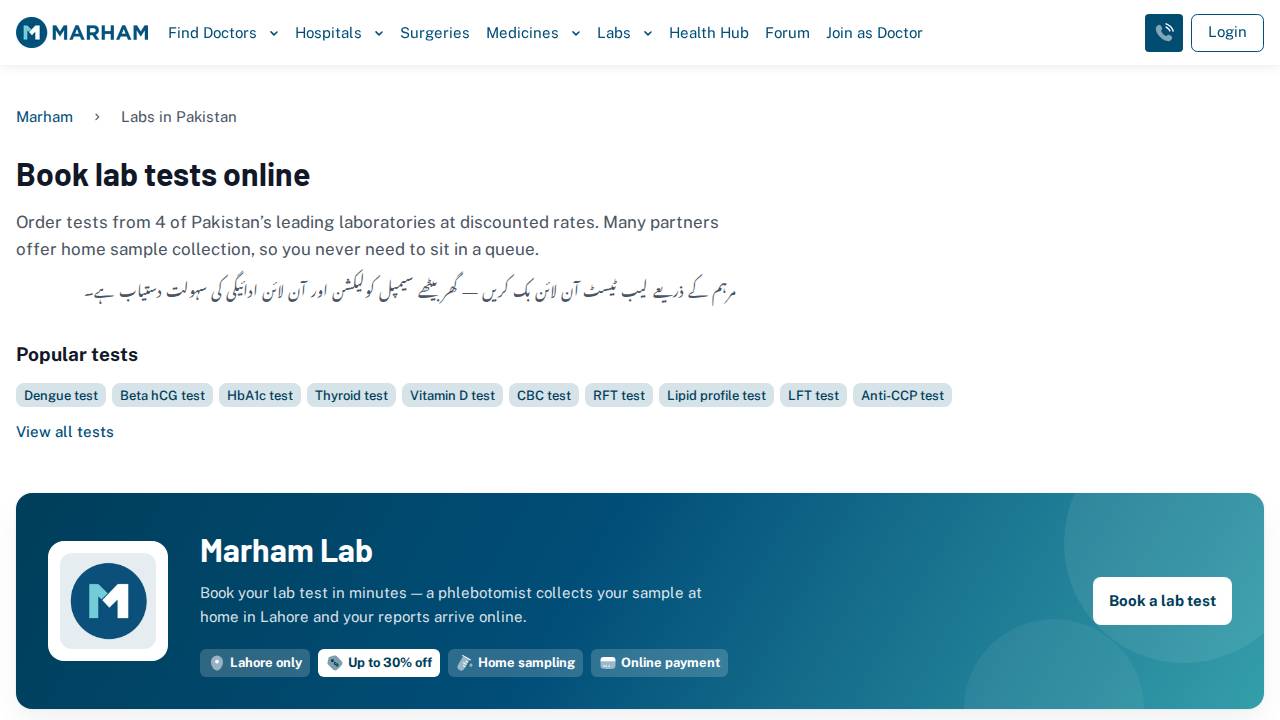 MARHAM
Find Doctors
Hospitals
Surgeries
Medicines
Labs
Health Hub
Forum
Join as Doctor
Login
Marham
Labs in Pakistan
Book lab tests online
Order tests from 4 of Pakistan’s leading laboratories at discounted rates. Many partners
offer home sample collection, so you never need to sit in a queue.
مرہم کے ذریعے لیب ٹیسٹ آن لائن بک کریں — گھر بیٹھے سیمپل کولیکشن اور آن لائن ادائیگی کی سہولت دستیاب ہے۔
Popular tests
Dengue test
Beta hCG test
HbA1c test
Thyroid test
Vitamin D test
CBC test
RFT test
Lipid profile test
LFT test
Anti-CCP test
View all tests
Marham Lab
Book your lab test in minutes — a phlebotomist collects your sample at
home in Lahore and your reports arrive online.
Book a lab test
Lahore only
Up to 30% off
Home sampling
Online payment